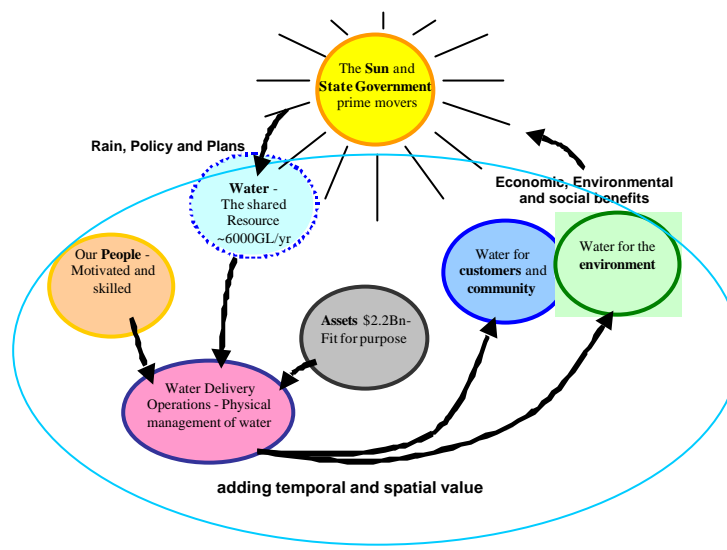 The Sun and
State Government
prime movers
Rain, Policy and Plans
Water -
The shared
Resource
~6000GL/yr
Economic, Environmental
and social benefits
Our People -
Motivated and
skilled
Water for
customers and
community
Water for the
environment
Assets $2.2Bn-
Fit for purpose
Water Delivery
Operations - Physical
management of water
adding temporal and spatial value